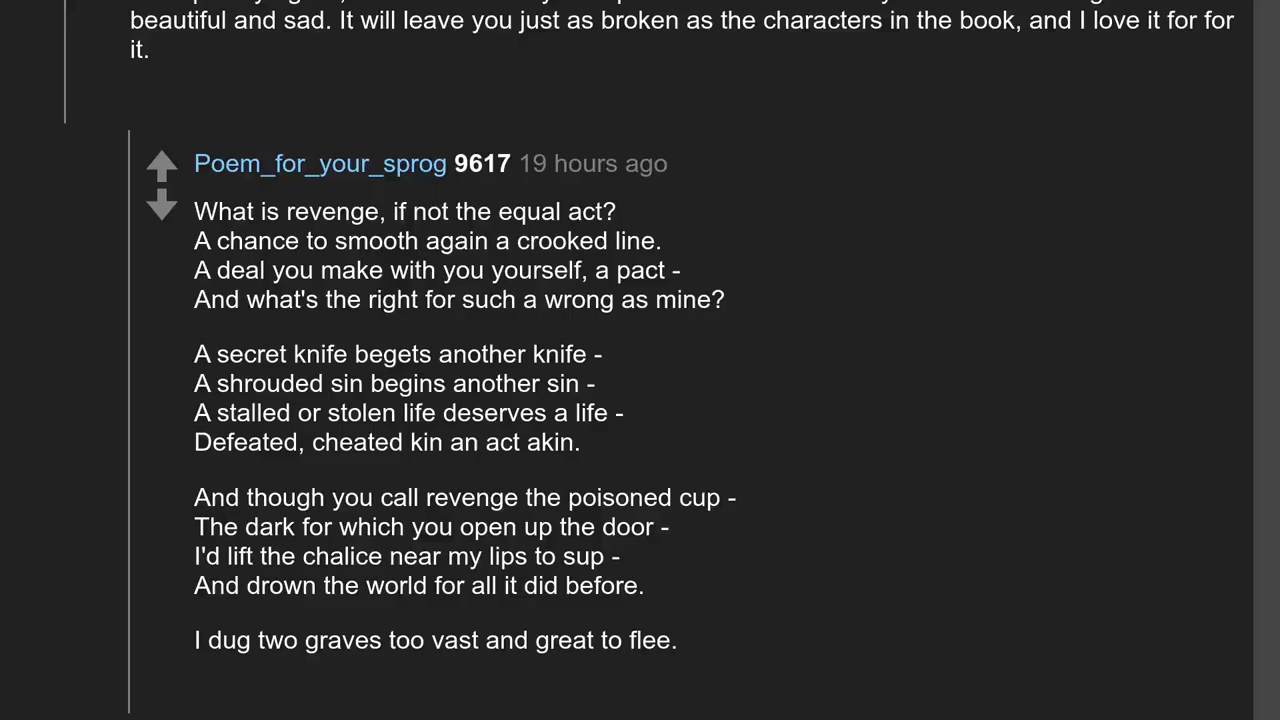 beautiful and sad. It will leave you just as broken as the characters in the book, and I love it for for
it.
Poem_for_your_sprog 9617 19 hours ago
What is revenge, if not the equal act?
A chance to smooth again a crooked line.
A deal you make with you yourself, a pact -
And what's the right for such a wrong as mine?
A secret knife begets another knife -
A shrouded sin begins another sin -
A stalled or stolen life deserves a life -
Defeated, cheated kin an act akin.
And though you call revenge the poisoned cup -
The dark for which you open up the door -
I'd lift the chalice near my lips to sup -
And drown the world for all it did before.
I dug two graves too vast and great to flee.